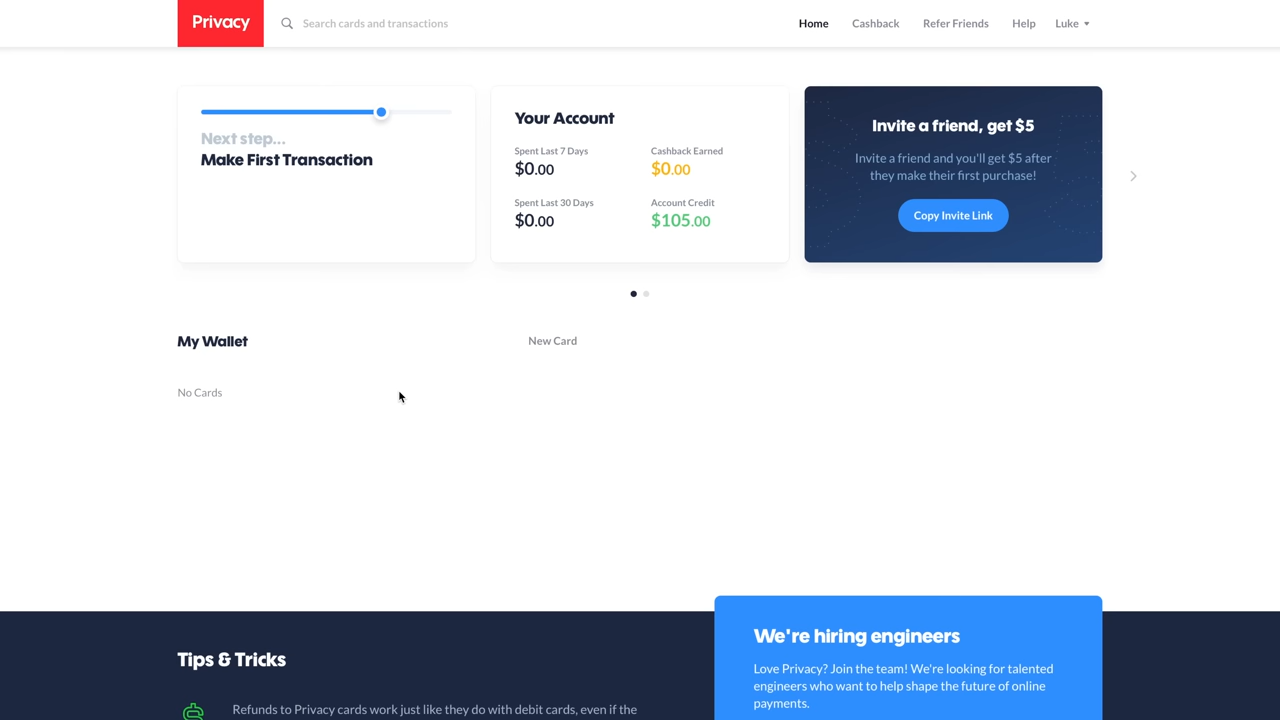 Privacy
Search cards and transactions
Home
Cashback
Refer Friends
Help
Luke
Next step...
Make First Transaction
Your Account
Spent Last 7 Days
$0.00
Cashback Earned
$0.00
Spent Last 30 Days
$0.00
Account Credit
$105.00
Invite a friend, get $5
Invite a friend and you'll get $5 after
they make their first purchase!
Copy Invite Link
My Wallet
New Card
No Cards
Tips & Tricks
Refunds to Privacy cards work just like they do with debit cards, even if the
We're hiring engineers
Love Privacy? Join the team! We're looking for talented
engineers who want to help shape the future of online
payments.